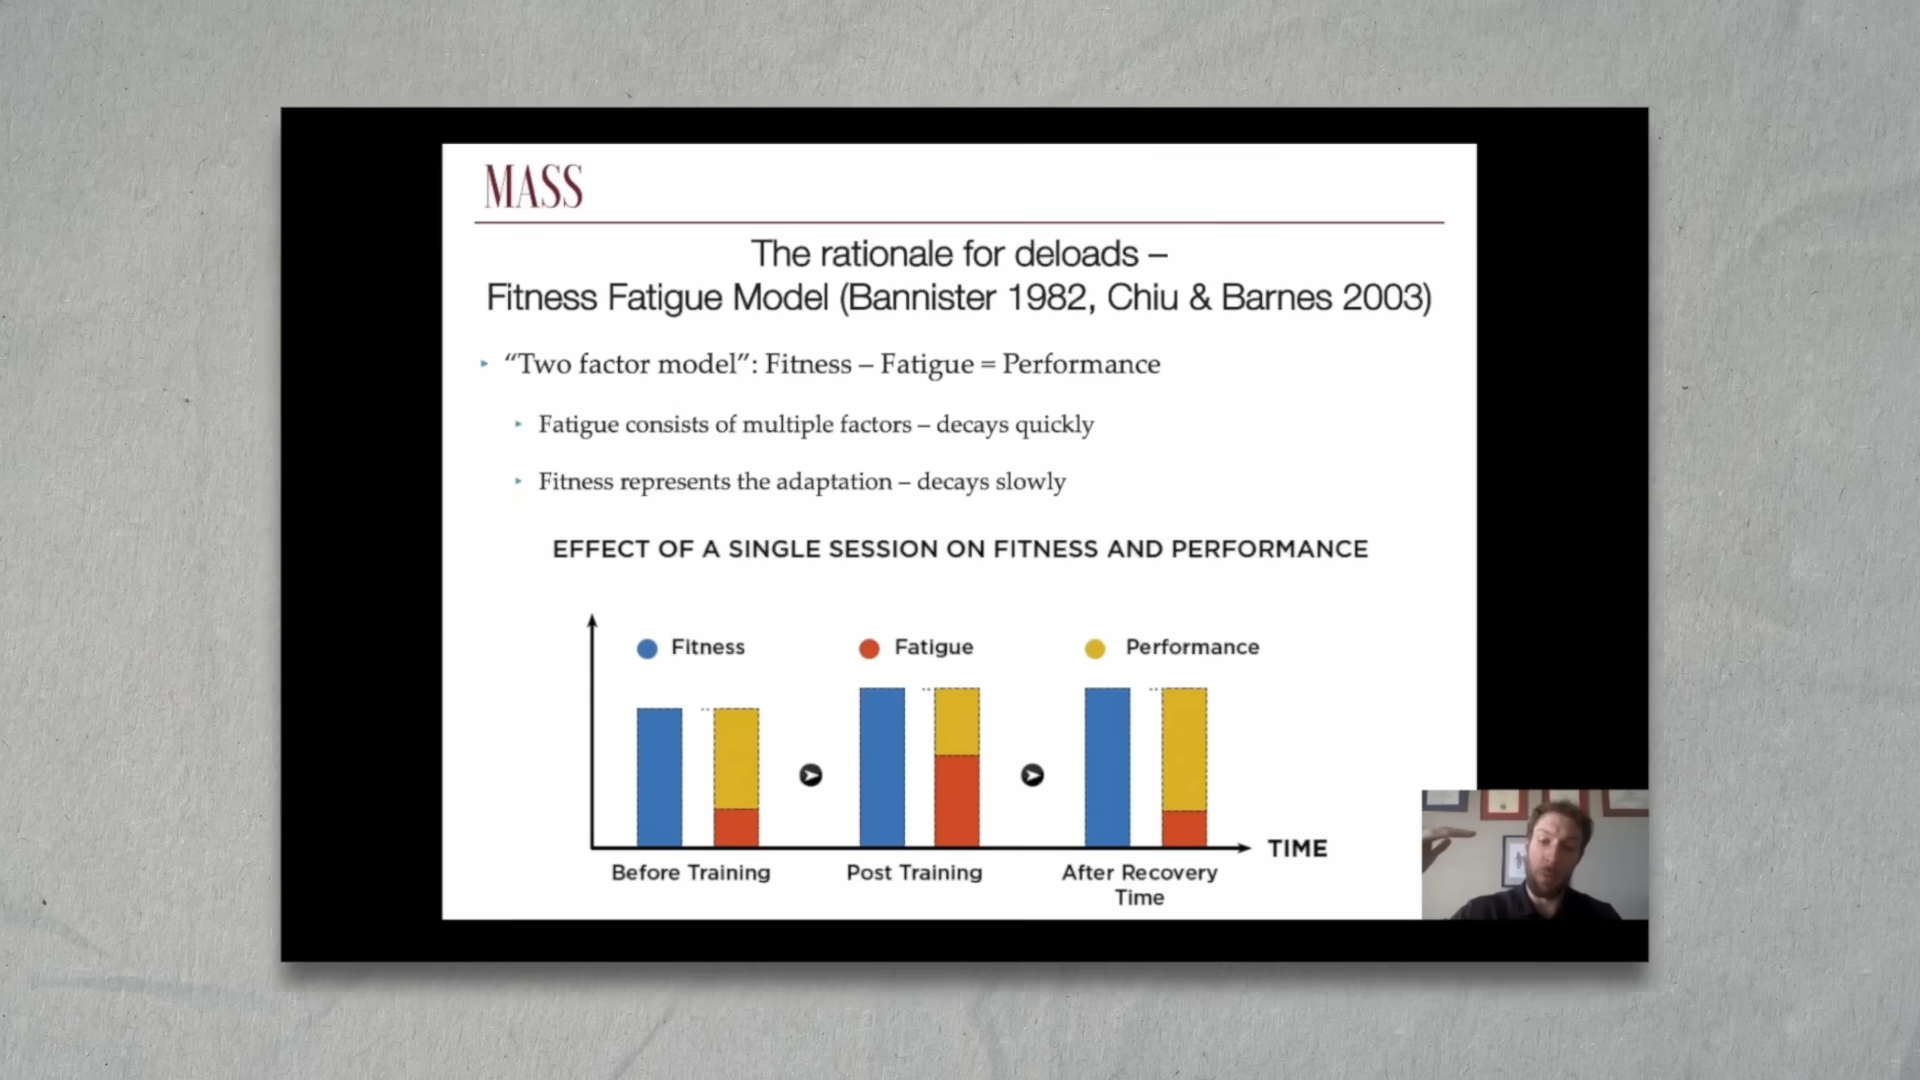 MASS
The rationale for deloads –
Fitness Fatigue Model (Bannister 1982, Chiu & Barnes 2003)
“Two factor model”: Fitness – Fatigue = Performance
Fatigue consists of multiple factors – decays quickly
Fitness represents the adaptation – decays slowly
EFFECT OF A SINGLE SESSION ON FITNESS AND PERFORMANCE
Fitness
Fatigue
Performance
TIME
Before Training
Post Training
After Recovery
Time